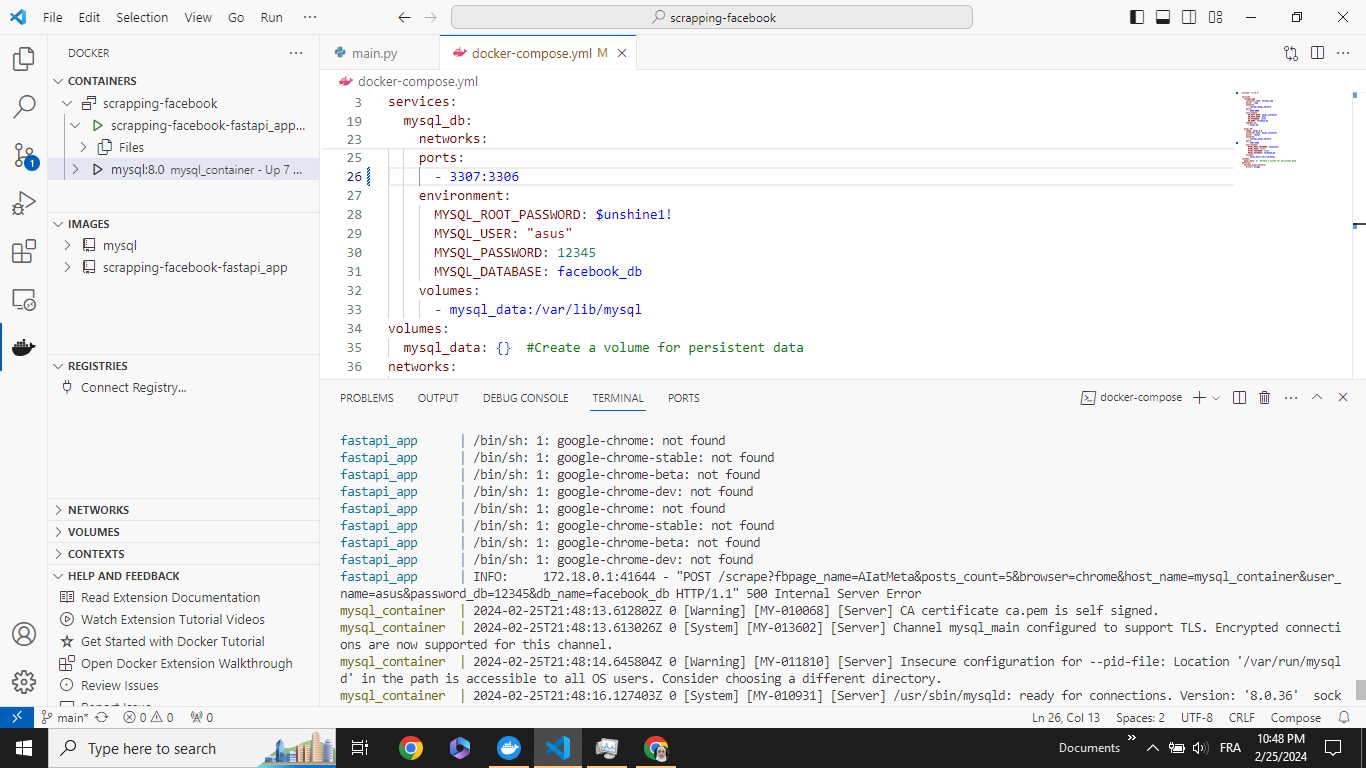 File Edit Selection View Go Run ···
scrapping-facebook
DOCKER
CONTAINERS
scrapping-facebook
scrapping-facebook-fastapi_app...
Files
mysql:8.0 mysql_container - Up 7 ...
IMAGES
mysql
scrapping-facebook-fastapi_app
REGISTRIES
Connect Registry...
NETWORKS
VOLUMES
CONTEXTS
HELP AND FEEDBACK
Read Extension Documentation
Watch Extension Tutorial Videos
Get Started with Docker Tutorial
Open Docker Extension Walkthrough
Review Issues
1
main.py docker-compose.yml M
docker-compose.yml
3 services:
19 mysql_db:
23 networks:
25 ports:
26 - 3307:3306
27 environment:
28 MYSQL_ROOT_PASSWORD: $unshine1!
29 MYSQL_USER: "asus"
30 MYSQL_PASSWORD: 12345
31 MYSQL_DATABASE: facebook_db
32 volumes:
33 - mysql_data:/var/lib/mysql
34 volumes:
35 mysql_data: {} #Create a volume for persistent data
36 networks:
PROBLEMS OUTPUT DEBUG CONSOLE TERMINAL PORTS docker-compose
fastapi_app | /bin/sh: 1: google-chrome: not found
fastapi_app | /bin/sh: 1: google-chrome-stable: not found
fastapi_app | /bin/sh: 1: google-chrome-beta: not found
fastapi_app | /bin/sh: 1: google-chrome-dev: not found
fastapi_app | /bin/sh: 1: google-chrome: not found
fastapi_app | /bin/sh: 1: google-chrome-stable: not found
fastapi_app | /bin/sh: 1: google-chrome-beta: not found
fastapi_app | /bin/sh: 1: google-chrome-dev: not found
fastapi_app | INFO: 172.18.0.1:41644 - "POST /scrape?fbpage_name=AIatMeta&posts_count=5&browser=chrome&host_name=mysql_container&user_
name=asus&password_db=12345&db_name=facebook_db HTTP/1.1" 500 Internal Server Error
mysql_container | 2024-02-25T21:48:13.612802Z 0 [Warning] [MY-010068] [Server] CA certificate ca.pem is self signed.
mysql_container | 2024-02-25T21:48:13.613026Z 0 [System] [MY-013602] [Server] Channel mysql_main configured to support TLS. Encrypted connecti
ons are now supported for this channel.
mysql_container | 2024-02-25T21:48:14.645804Z 0 [Warning] [MY-011810] [Server] Insecure configuration for --pid-file: Location '/var/run/mysql
d' in the path is accessible to all OS users. Consider choosing a different directory.
mysql_container | 2024-02-25T21:48:16.127403Z 0 [System] [MY-010931] [Server] /usr/sbin/mysqld: ready for connections. Version: '8.0.36' sock
main* 0 0 0 Ln 26, Col 13 Spaces: 2 UTF-8 CRLF Compose
Type here to search
Documents FRA 10:48 PM
2/25/2024